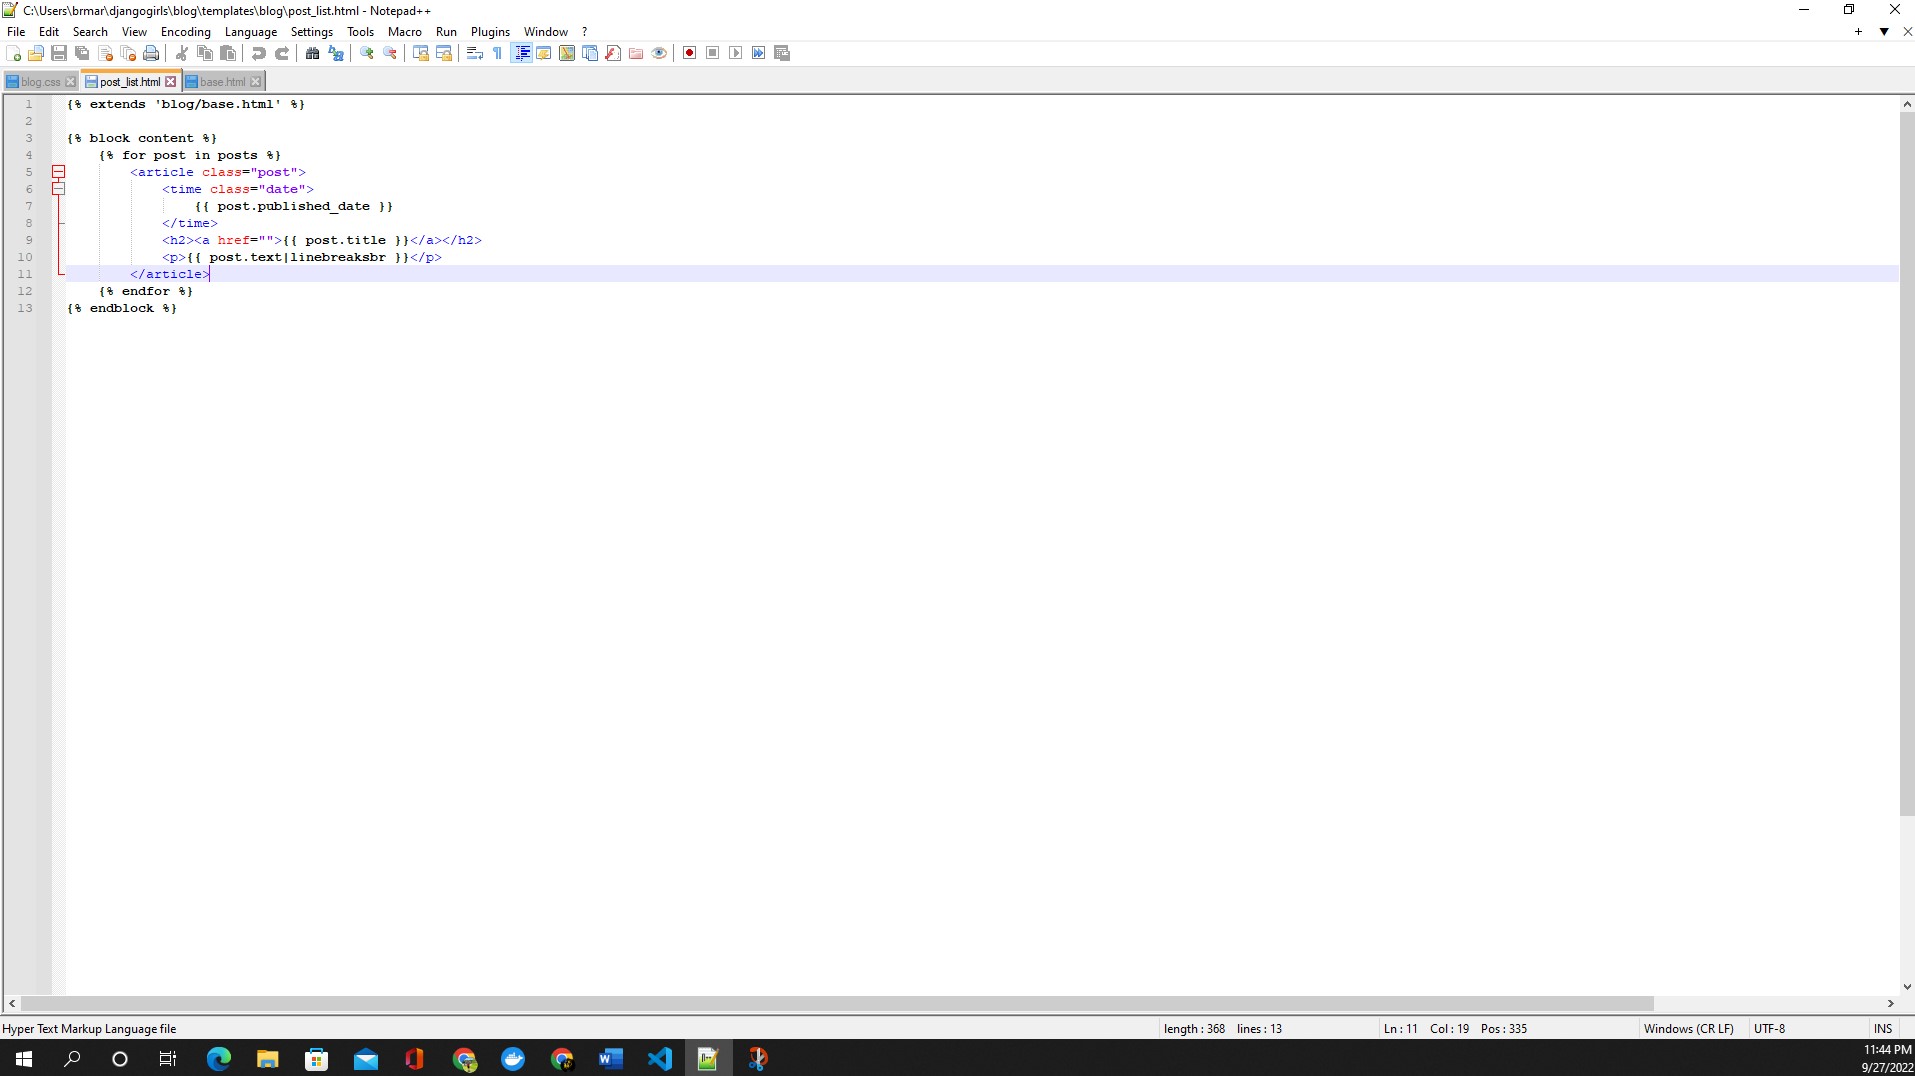 C:\Users\brmar\djangogirls\blog\templates\blog\post_list.html - Notepad++
File Edit Search View Encoding Language Settings Tools Macro Run Plugins Window ?
blog.css post_list.html base.html
1 {% extends 'blog/base.html' %}
2
3 {% block content %}
4 {% for post in posts %}
5 <article class="post">
6 <time class="date">
7 {{ post.published_date }}
8 </time>
9 <h2><a href="">{{ post.title }}</a></h2>
10 <p>{{ post.text|linebreaksbr }}</p>
11 </article>
12 {% endfor %}
13 {% endblock %}
Hyper Text Markup Language file length : 368 lines : 13 Ln : 11 Col : 19 Pos : 335 Windows (CR LF) UTF-8 INS
11:44 PM
9/27/2022